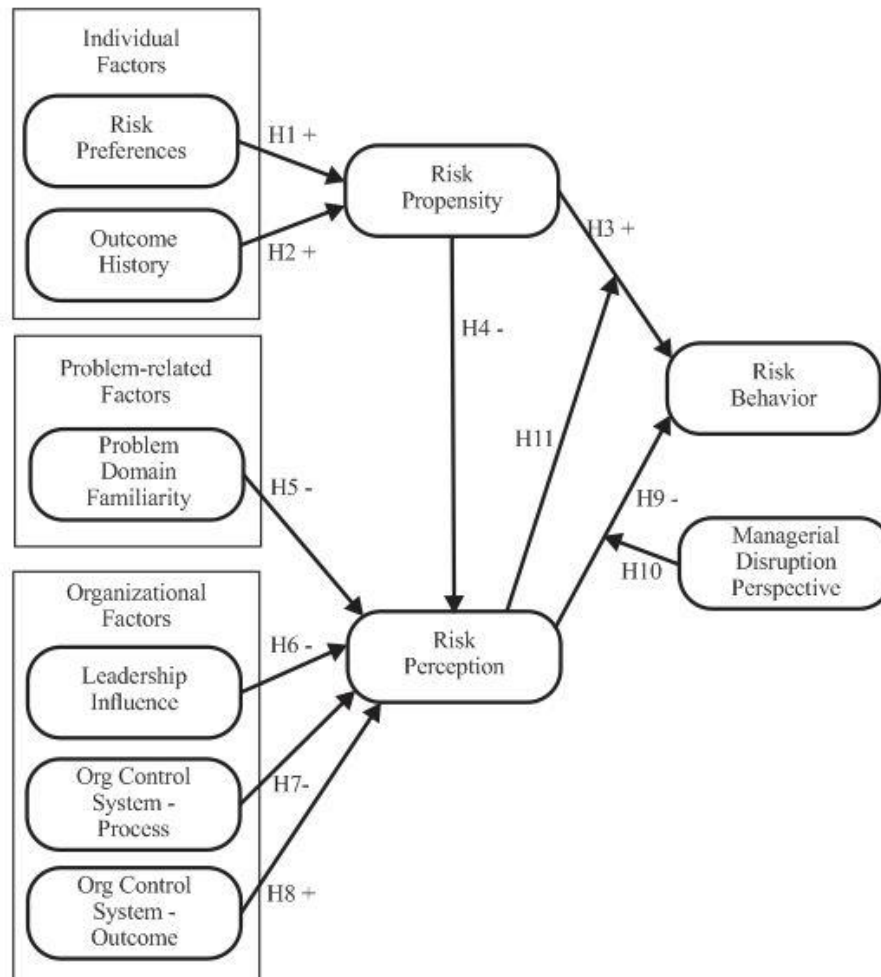 Individual
Factors
Risk
Preferences
H1 +
Outcome
History
H2 +
Risk
Propensity
H3 +
H4 -
Problem-related
Factors
Problem
Domain
Familiarity
H5 -
Risk
Behavior
H11
H9 -
Managerial
Disruption
Perspective
H10
Organizational
Factors
Leadership
Influence
H6 -
Risk
Perception
Org Control
System -
Process
H7-
Org Control
System -
Outcome
H8 +